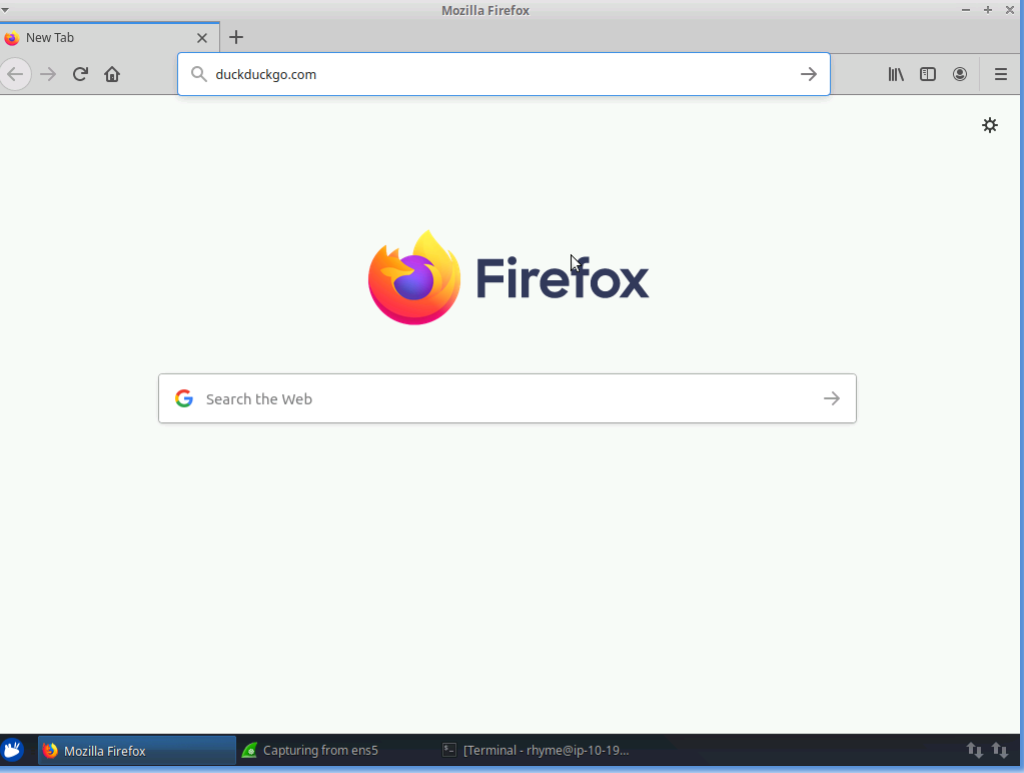 Mozilla Firefox
New Tab
duckduckgo.com
Firefox
Search the Web
Mozilla Firefox
Capturing from ens5
[Terminal - rhyme@ip-10-19...